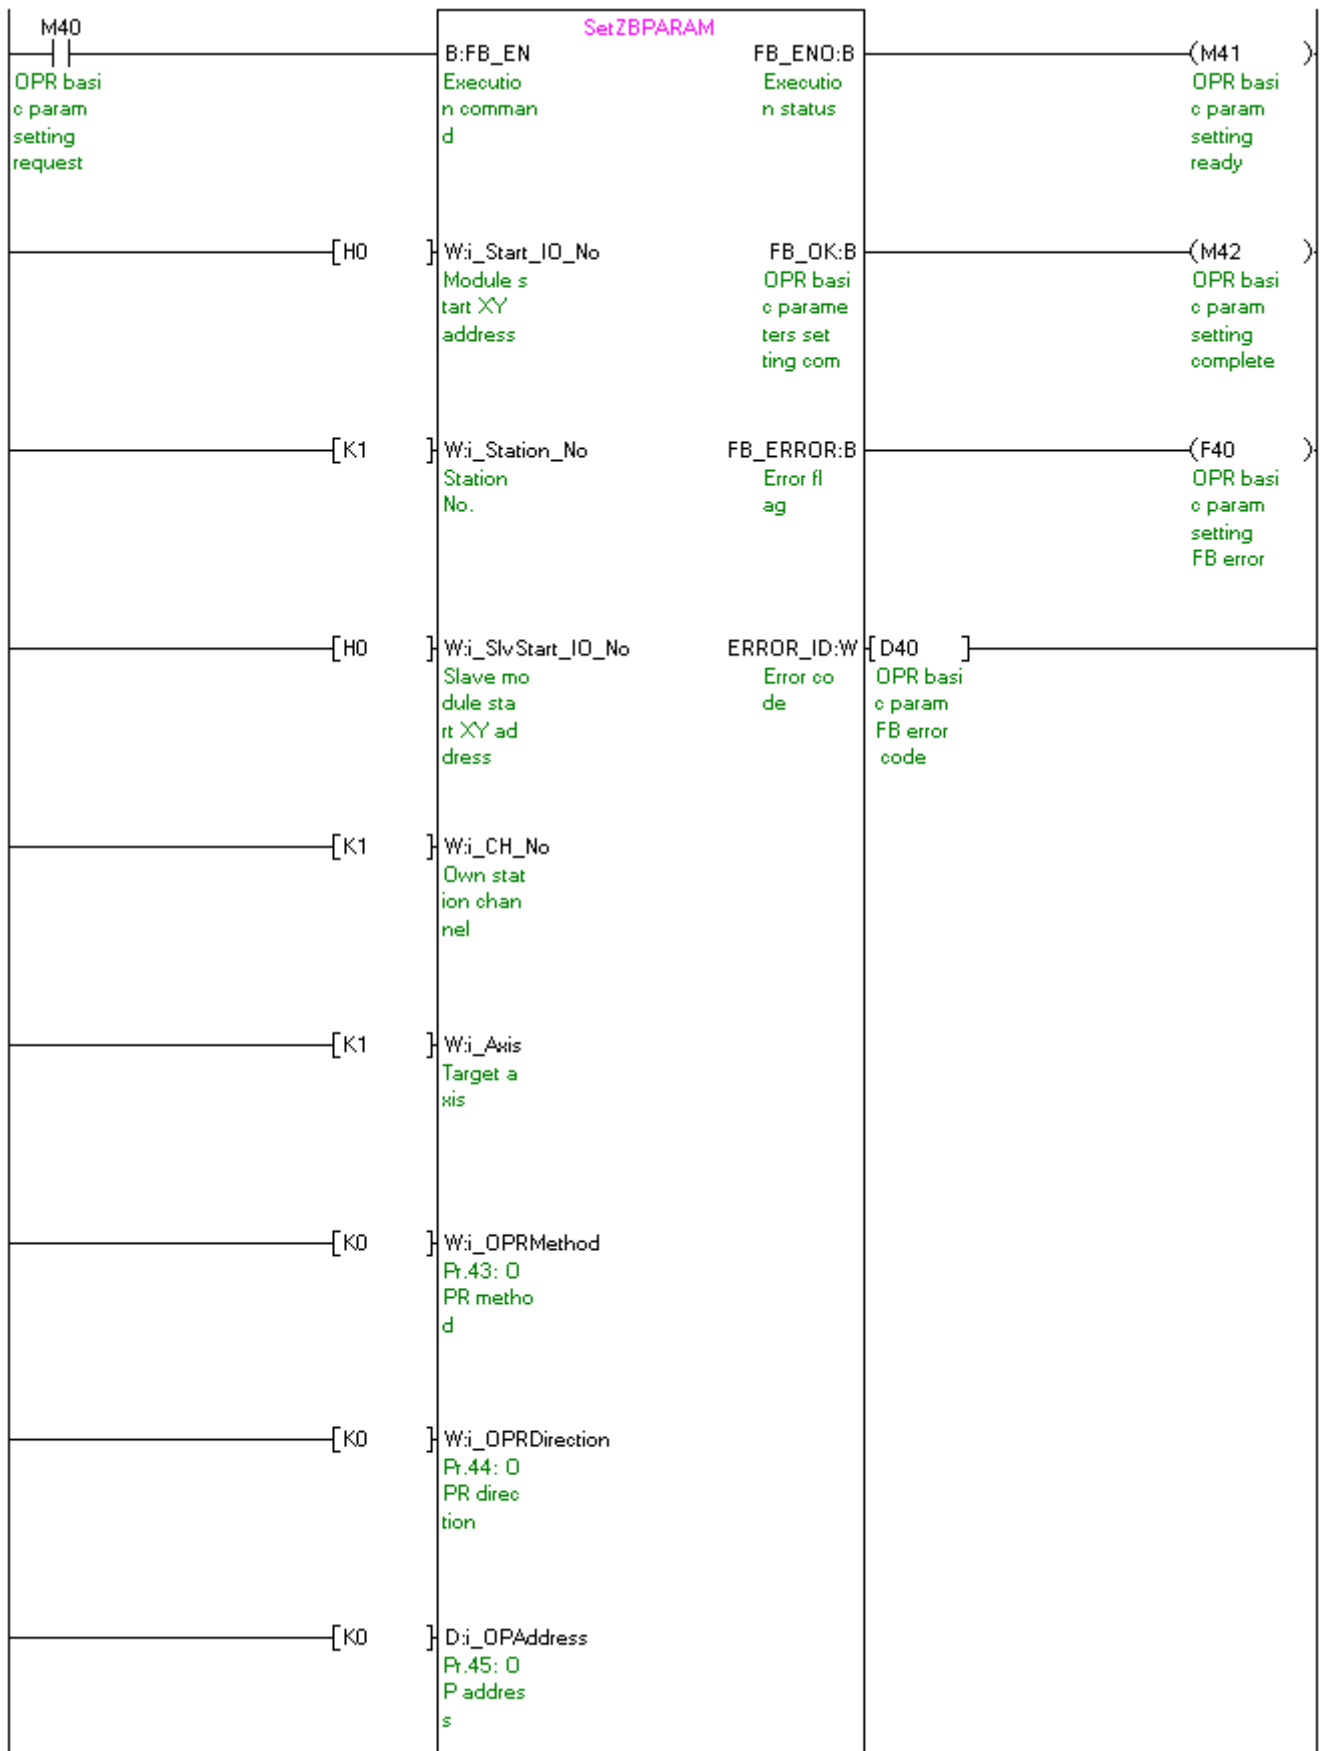 M40
OPR basi
c param
setting
request
SetZBPARAM
B:FB_EN
Executio
n comman
d
FB_ENO:B
Executio
n status
(M41 )
OPR basi
c param
setting
ready
[H0 ]
W:i_Start_IO_No
Module s
tart XY
address
FB_OK:B
OPR basi
c parame
ters set
ting com
(M42 )
OPR basi
c param
setting
complete
[K1 ]
W:i_Station_No
Station
No.
FB_ERROR:B
Error fl
ag
(F40 )
OPR basi
c param
setting
FB error
[H0 ]
W:i_SlvStart_IO_No
Slave mo
dule sta
rt XY ad
dress
ERROR_ID:W
Error co
de
[D40 ]
OPR basi
c param
FB error
code
[K1 ]
W:i_CH_No
Own stat
ion chan
nel
[K1 ]
W:i_Axis
Target a
xis
[K0 ]
W:i_OPRMethod
Pr.43: O
PR metho
d
[K0 ]
W:i_OPRDirection
Pr.44: O
PR direc
tion
[K0 ]
D:i_OPAddress
Pr.45: O
P addres
s